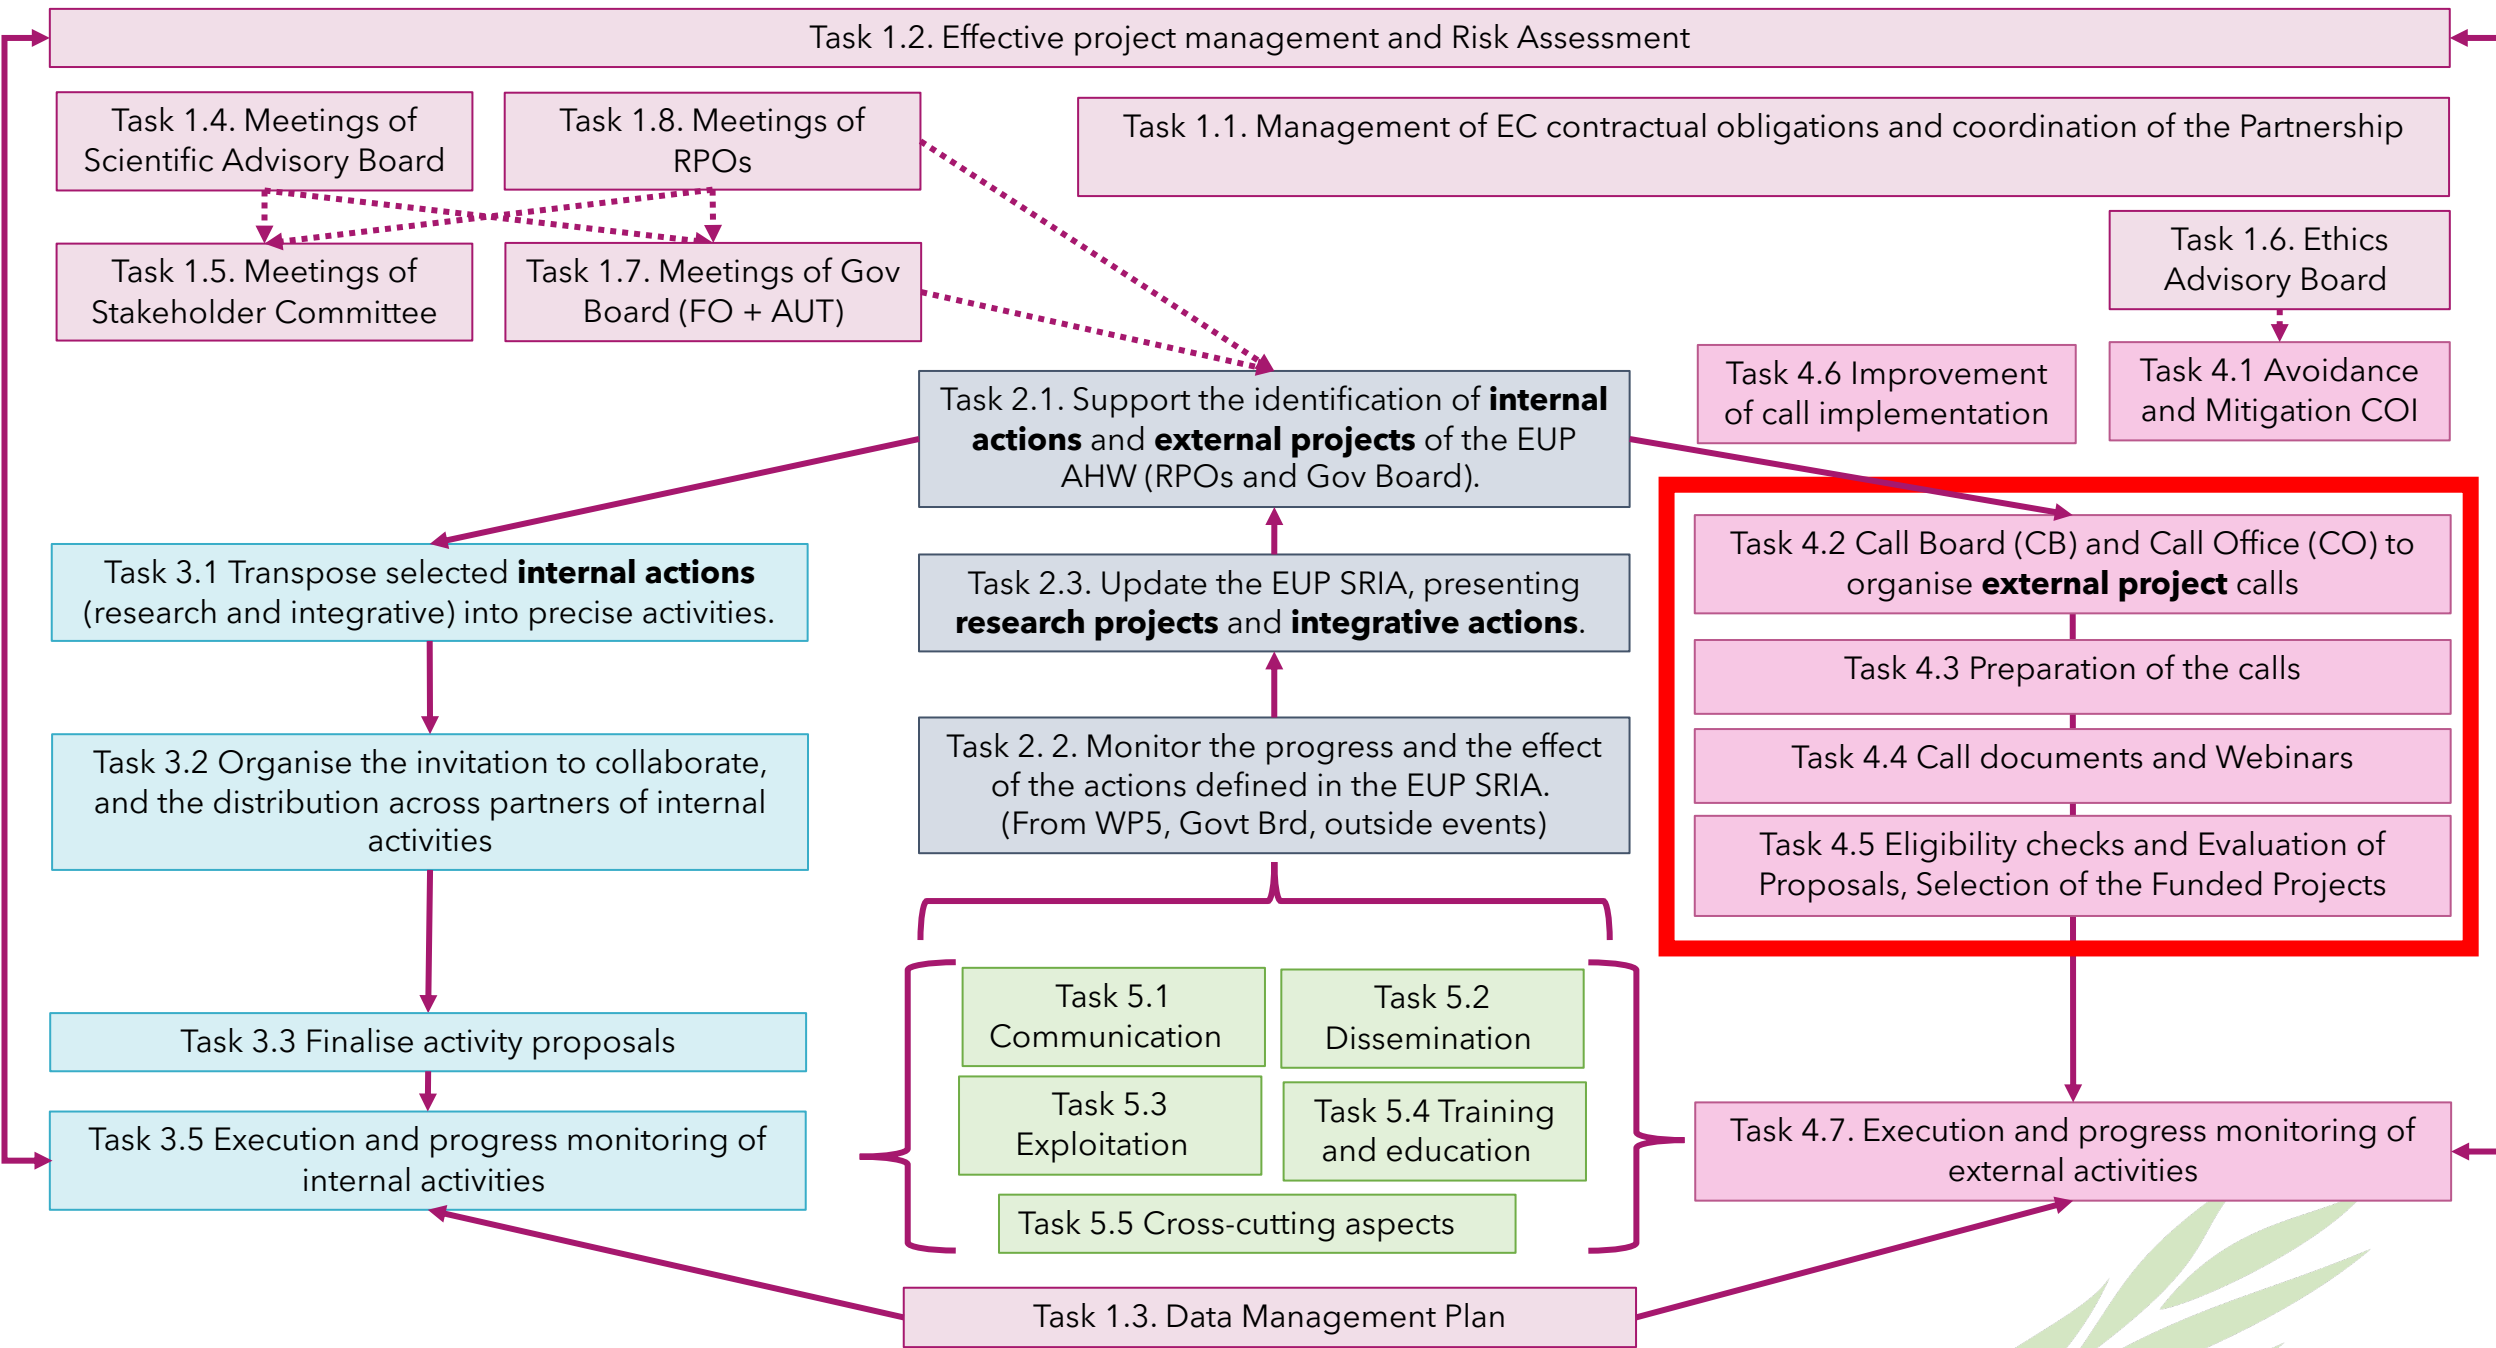 Task 1.2. Effective project management and Risk Assessment
Task 1.4. Meetings of
Scientific Advisory Board
Task 1.8. Meetings of
RPOs
Task 1.1. Management of EC contractual obligations and coordination of the Partnership
Task 1.5. Meetings of
Stakeholder Committee
Task 1.7. Meetings of Gov
Board (FO + AUT)
Task 1.6. Ethics
Advisory Board
Task 2.1. Support the identification of internal
actions and external projects of the EUP
AHW (RPOs and Gov Board).
Task 4.6 Improvement
of call implementation
Task 4.1 Avoidance
and Mitigation COI
Task 3.1 Transpose selected internal actions
(research and integrative) into precise activities.
Task 2.3. Update the EUP SRIA, presenting
research projects and integrative actions.
Task 4.2 Call Board (CB) and Call Office (CO) to
organise external project calls
Task 4.3 Preparation of the calls
Task 3.2 Organise the invitation to collaborate,
and the distribution across partners of internal
activities
Task 2. 2. Monitor the progress and the effect
of the actions defined in the EUP SRIA.
(From WP5, Govt Brd, outside events)
Task 4.4 Call documents and Webinars
Task 4.5 Eligibility checks and Evaluation of
Proposals, Selection of the Funded Projects
Task 3.3 Finalise activity proposals
Task 5.1
Communication
Task 5.2
Dissemination
Task 5.3
Exploitation
Task 5.4 Training
and education
Task 5.5 Cross-cutting aspects
Task 3.5 Execution and progress monitoring of
internal activities
Task 4.7. Execution and progress monitoring of
external activities
Task 1.3. Data Management Plan